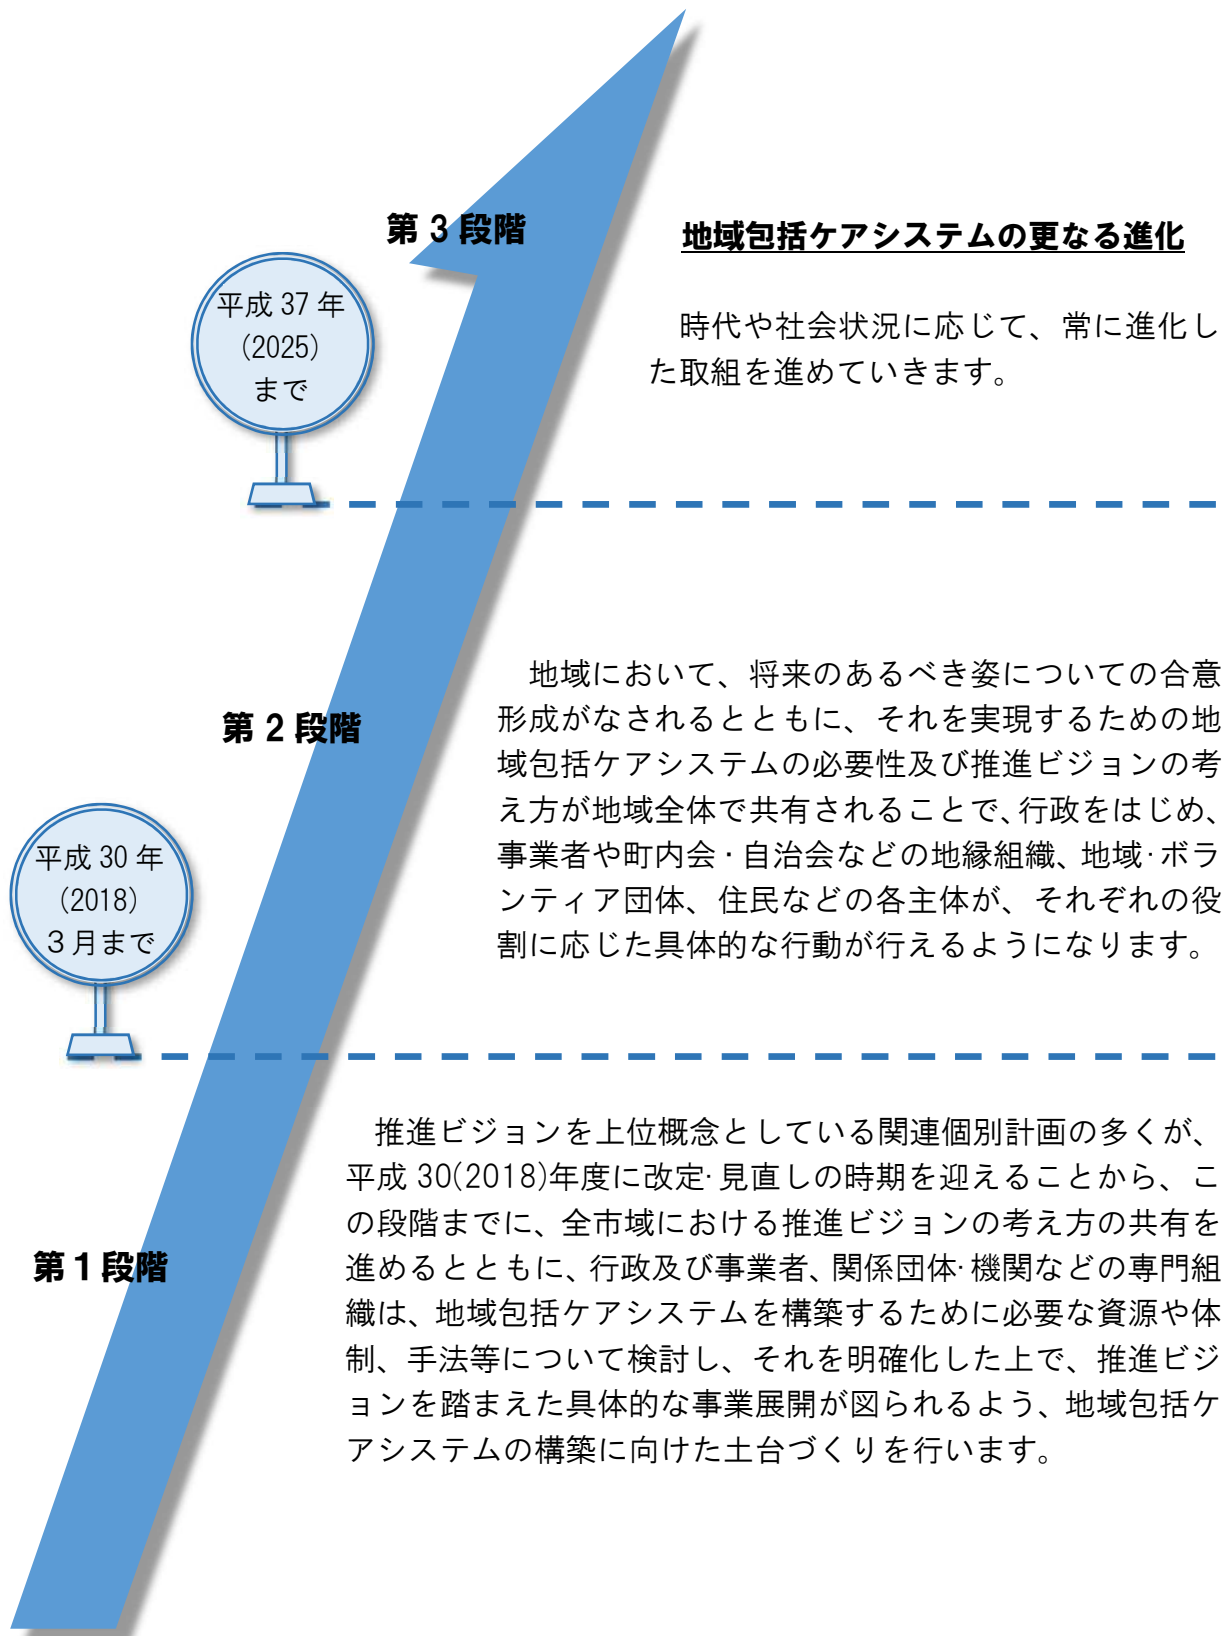 第 3 段階
地域包括ケアシステムの更なる進化
平成 37 年
(2025)
まで
時代や社会状況に応じて、常に進化し
た取組を進めていきます。
第 2 段階
地域において、将来のあるべき姿についての合意
形成がなされるとともに、それを実現するための地
域包括ケアシステムの必要性及び推進ビジョンの考
え方が地域全体で共有されることで、行政をはじめ、
事業者や町内会・自治会などの地縁組織、地域・ボラ
ンティア団体、住民などの各主体が、それぞれの役
割に応じた具体的な行動が行えるようになります。
平成 30 年
(2018)
３月まで
第１段階
推進ビジョンを上位概念としている関連個別計画の多くが、
平成 30(2018)年度に改定・見直しの時期を迎えることから、こ
の段階までに、全市域における推進ビジョンの考え方の共有を
進めるとともに、行政及び事業者、関係団体・機関などの専門組
織は、地域包括ケアシステムを構築するために必要な資源や体
制、手法等について検討し、それを明確化した上で、推進ビジ
ョンを踏まえた具体的な事業展開が図られるよう、地域包括ケ
アシステムの構築に向けた土台づくりを行います。